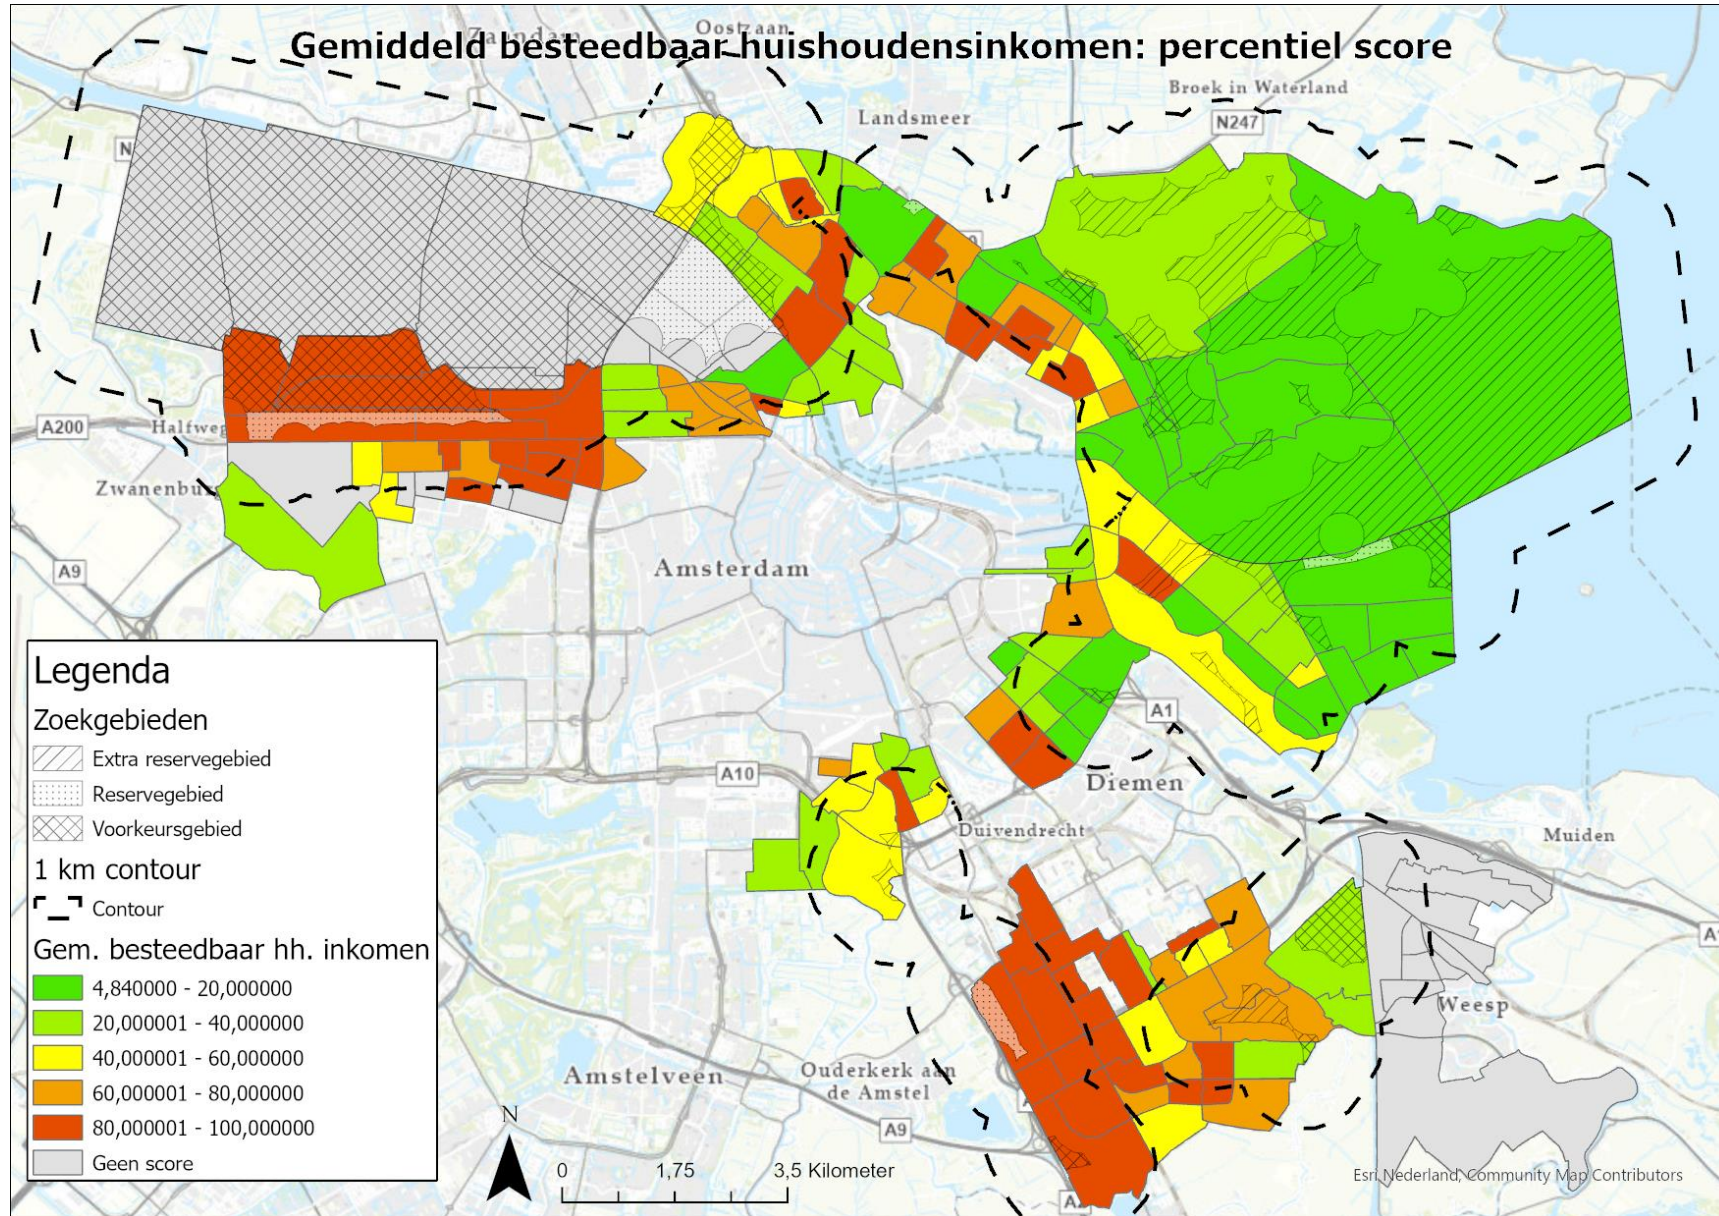 Zaandam
Oostzaan
Gemiddeld besteedbaar huishoudensinkomen: percentiel score
Broek in Waterland
Landsmeer
N247
A200
Halfweg
Zwanenburg
A9
Amsterdam
A1
A10
Diemen
Duivendrecht
Muiden
Weesp
Amstelveen
Ouderkerk aan
de Amstel
A9
A2
Legenda
Zoekgebieden
Extra reservegebied
Reservegebied
Voorkeursgebied
1 km contour
Contour
Gem. besteedbaar hh. inkomen
4,840000 - 20,000000
20,000001 - 40,000000
40,000001 - 60,000000
60,000001 - 80,000000
80,000001 - 100,000000
Geen score
N
0 1,75 3,5 Kilometer
Esri Nederland, Community Map Contributors